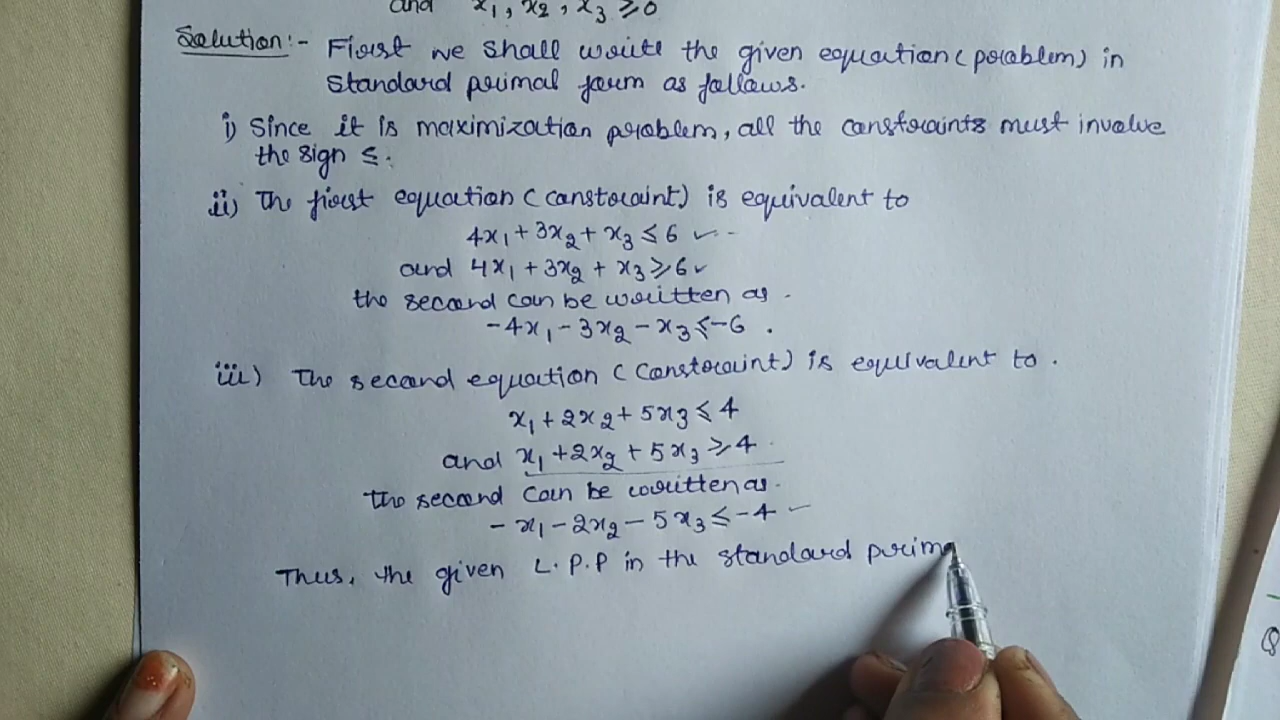 and x₁, x₂, x₃ ≥ 0
Solution:- First we shall write the given equation (problem) in
standard primal form as follows.
i) Since it is maximization problem, all the constraints must involve
the sign ≤.
ii) The first equation (constraint) is equivalent to
4x₁ + 3x₂ + x₃ ≤ 6
and 4x₁ + 3x₂ + x₃ ≥ 6
the second can be written as.
-4x₁ - 3x₂ - x₃ ≤ -6.
iii) The second equation (constraint) is equivalent to.
x₁ + 2x₂ + 5x₃ ≤ 4
and x₁ + 2x₂ + 5x₃ ≥ 4
the second can be written as.
- x₁ - 2x₂ - 5x₃ ≤ -4
Thus, the given L.P.P in the standard prima